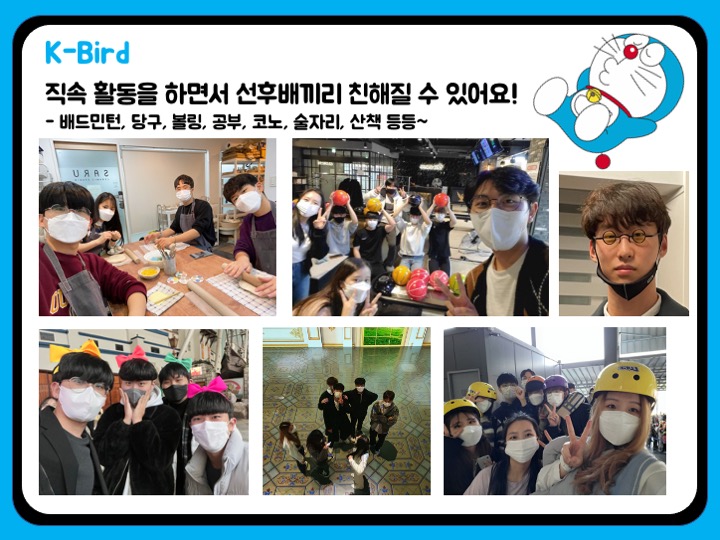 K-Bird
직속 활동을 하면서 선후배끼리 친해질 수 있어요!
- 배드민턴, 당구, 볼링, 공부, 코노, 술자리, 산책 등등~
SARU